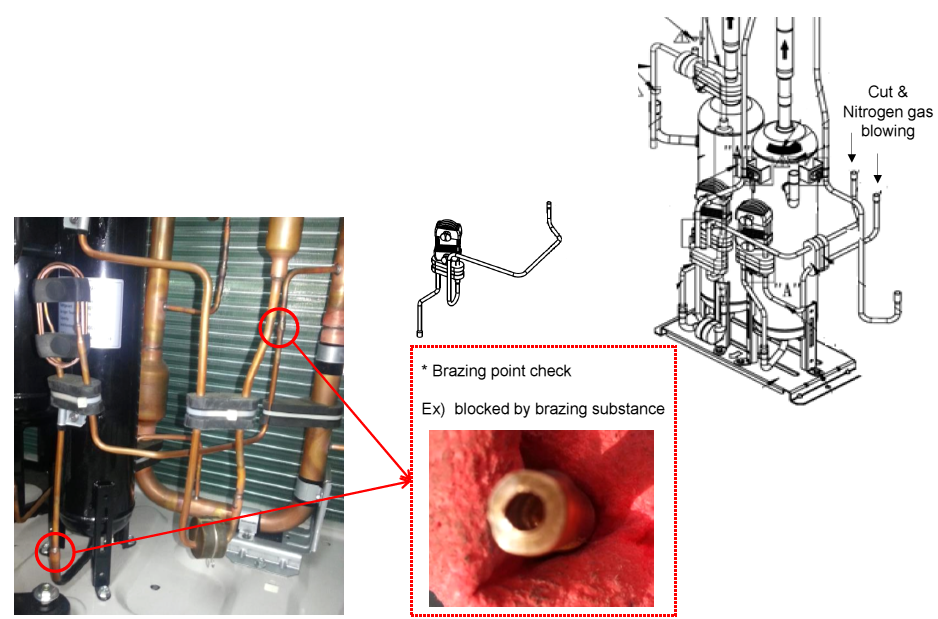 Cut &
Nitrogen gas
blowing
"A"
"A"
* Brazing point check
Ex)  blocked by brazing substance